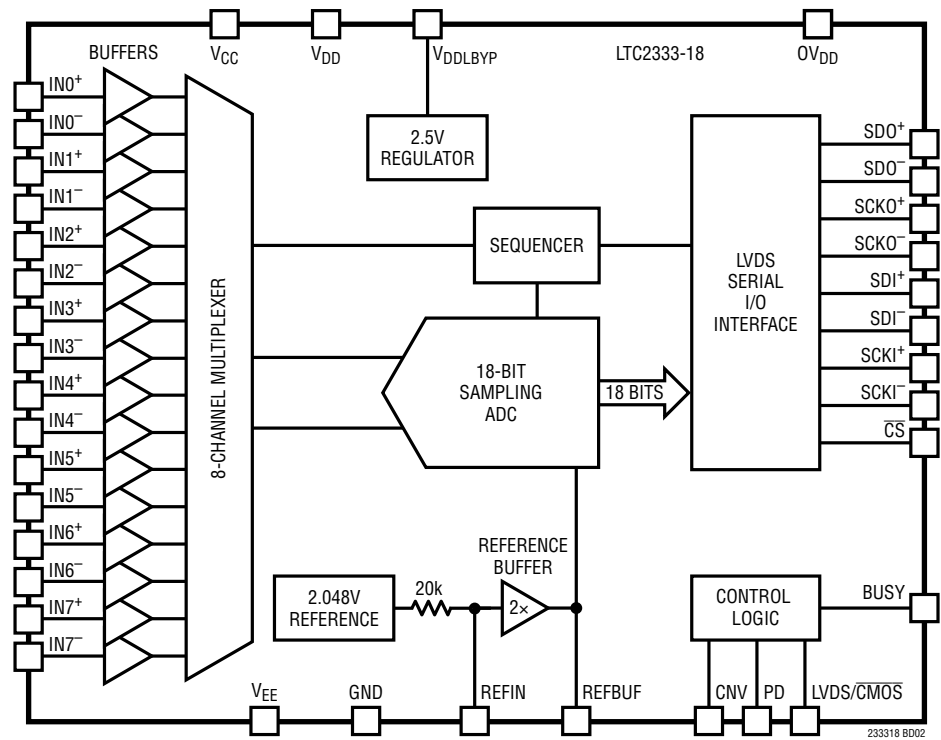 BUFFERS
V_CC
V_DD
V_DDLBYP
LTC2333-18
OV_DD
IN0⁺
IN0⁻
IN1⁺
IN1⁻
IN2⁺
IN2⁻
IN3⁺
IN3⁻
IN4⁺
IN4⁻
IN5⁺
IN5⁻
IN6⁺
IN6⁻
IN7⁺
IN7⁻
8-CHANNEL MULTIPLEXER
2.5V
REGULATOR
SEQUENCER
18-BIT
SAMPLING
ADC
18 BITS
LVDS
SERIAL
I/O
INTERFACE
SDO⁺
SDO⁻
SCKO⁺
SCKO⁻
SDI⁺
SDI⁻
SCKI⁺
SCKI⁻
C̅S̅
2.048V
REFERENCE
20k
REFERENCE
BUFFER
2×
CONTROL
LOGIC
BUSY
V_EE
GND
REFIN
REFBUF
CNV
PD
LVDS/C̅M̅O̅S̅
233318 BD02